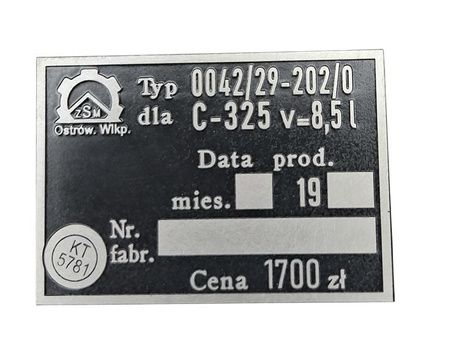 ZSM
Ostrów. Wlkp.
Typ 0042/29-202/0
dla C-325 v=8,5l
Data prod.
mies. 19
Nr.
fabr.
KT
5781
Cena 1700 zł